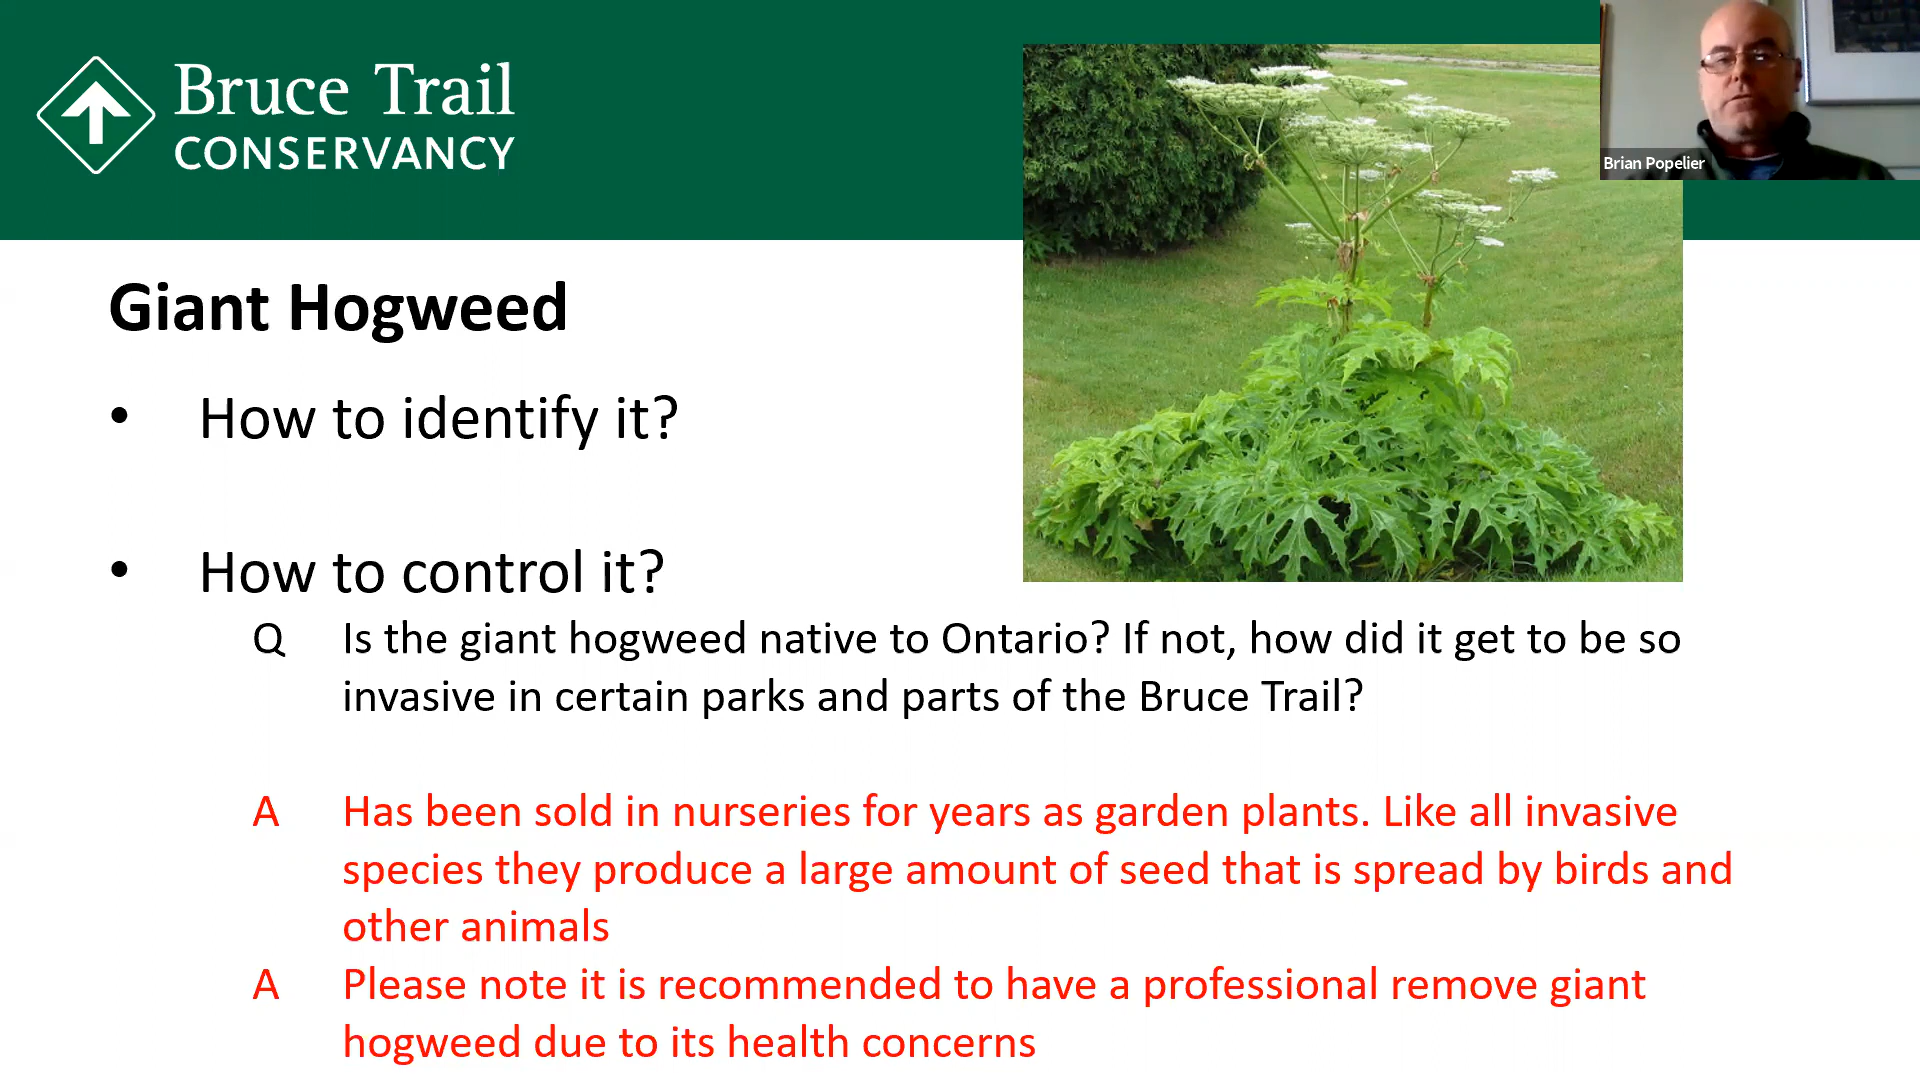 Bruce Trail
CONSERVANCY
Brian Popelier
Giant Hogweed
• How to identify it?
• How to control it?
Q Is the giant hogweed native to Ontario? If not, how did it get to be so
invasive in certain parks and parts of the Bruce Trail?
A Has been sold in nurseries for years as garden plants. Like all invasive
species they produce a large amount of seed that is spread by birds and
other animals
A Please note it is recommended to have a professional remove giant
hogweed due to its health concerns